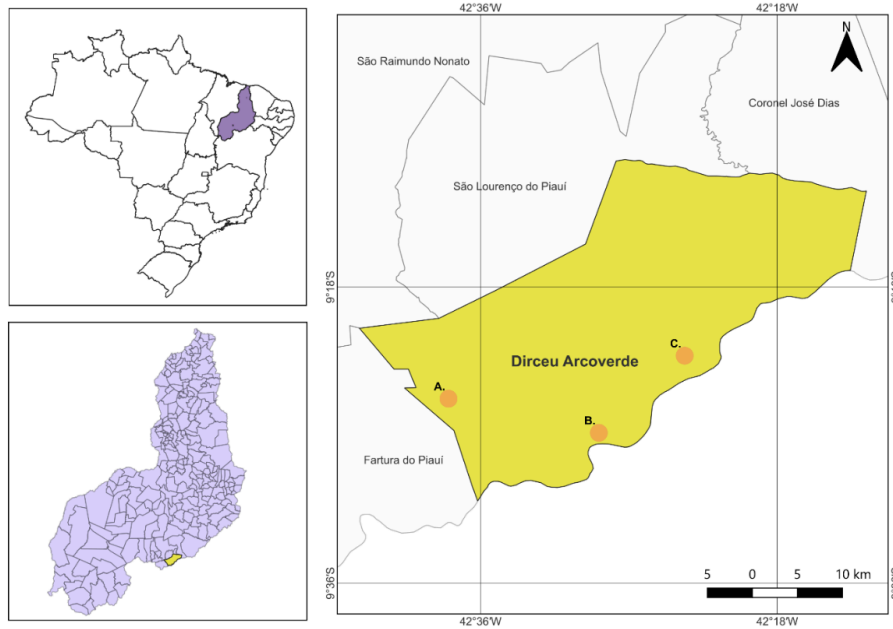 42°36'W
42°18'W
N
São Raimundo Nonato
Coronel José Dias
São Lourenço do Piauí
9°18'S
Dirceu Arcoverde
C.
A.
B.
Fartura do Piauí
9°36'S
5 0 5 10 km
42°36'W
42°18'W